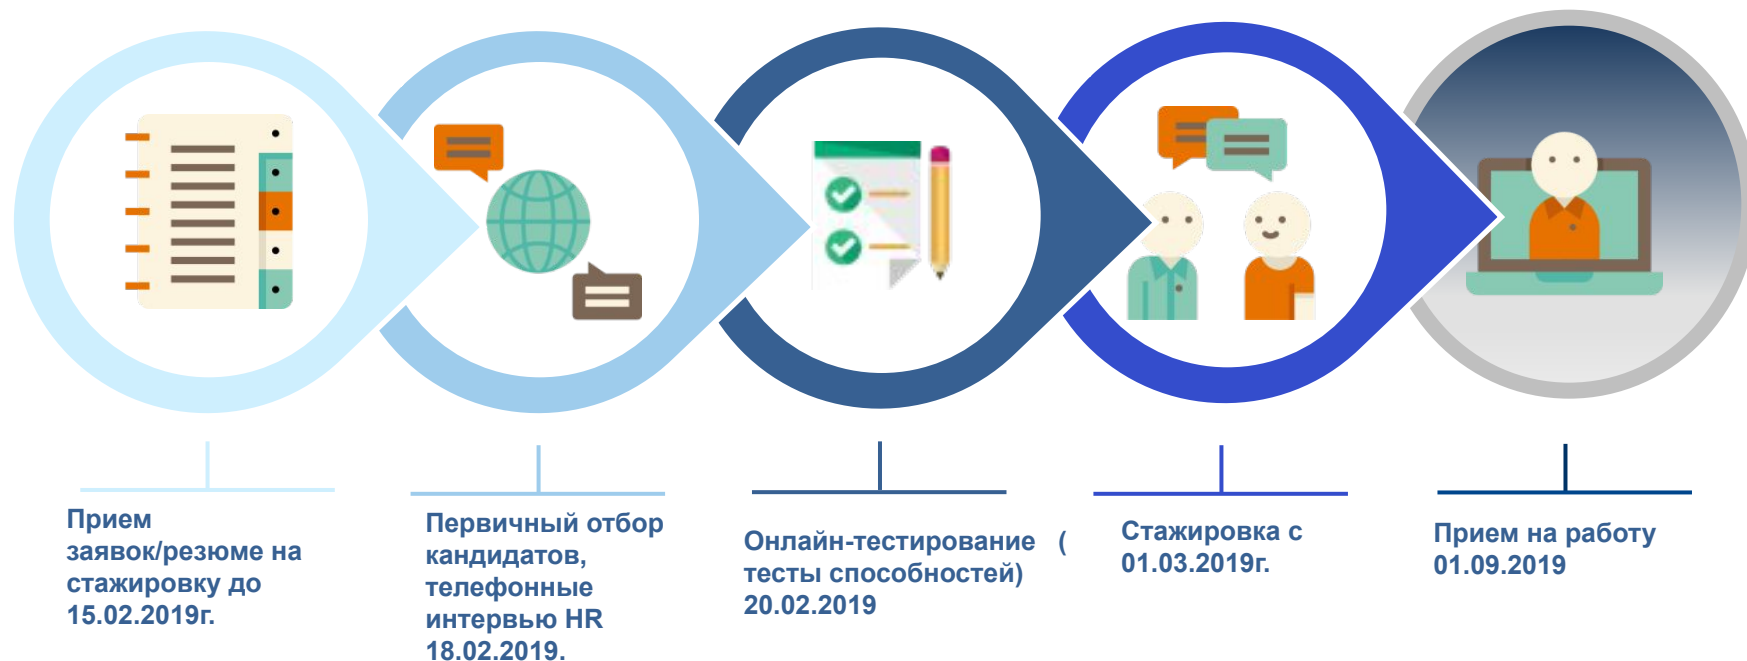 Прием
заявок/резюме на
стажировку до
15.02.2019г.
Первичный отбор
кандидатов,
телефонные
интервью HR
18.02.2019.
Онлайн-тестирование (
тесты способностей)
20.02.2019
Стажировка с
01.03.2019г.
Прием на работу
01.09.2019